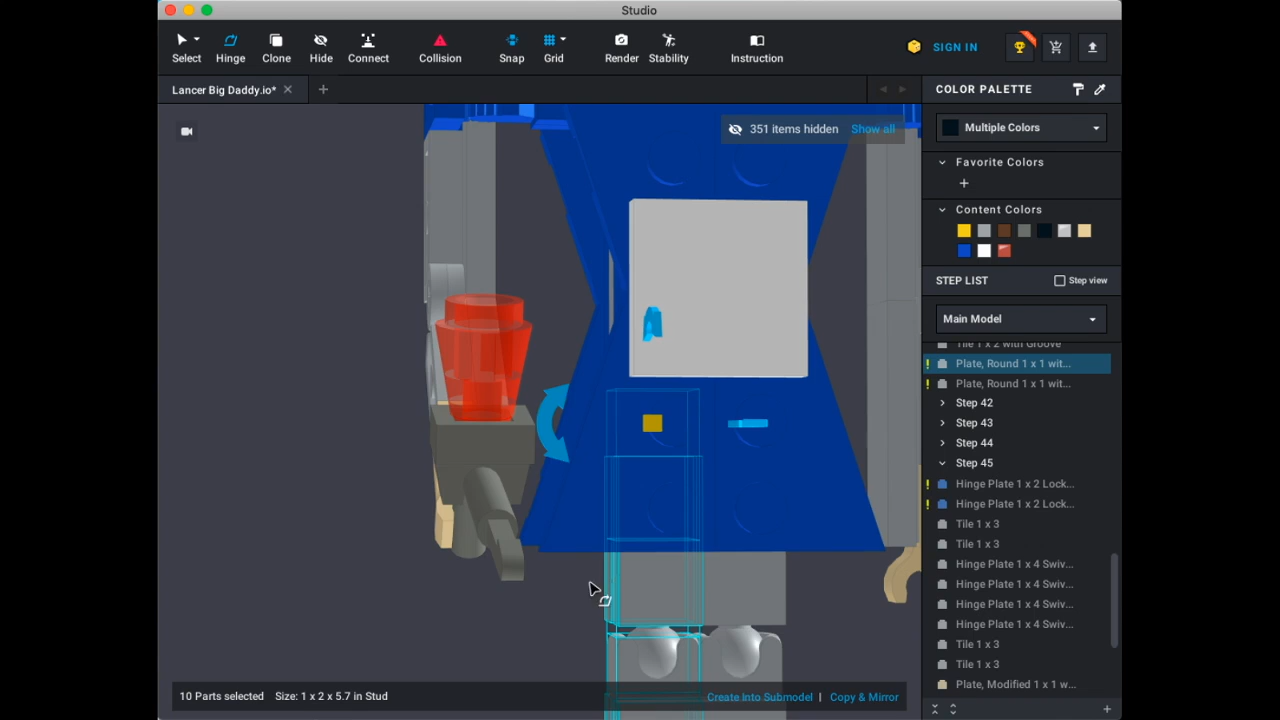 Studio
Select Hinge Clone Hide Connect Collision Snap Grid Render Stability Instruction SIGN IN
Lancer Big Daddy.io*
COLOR PALETTE
351 items hidden Show all
Multiple Colors
Favorite Colors
Content Colors
STEP LIST Step view
Main Model
Tile 1 x 2 with Groove
Plate, Round 1 x 1 wit...
Plate, Round 1 x 1 wit...
Step 42
Step 43
Step 44
Step 45
Hinge Plate 1 x 2 Lock...
Hinge Plate 1 x 2 Lock...
Tile 1 x 3
Tile 1 x 3
Hinge Plate 1 x 4 Swiv...
Hinge Plate 1 x 4 Swiv...
Hinge Plate 1 x 4 Swiv...
Hinge Plate 1 x 4 Swiv...
Tile 1 x 3
Tile 1 x 3
Plate, Modified 1 x 1 w...
10 Parts selected Size: 1 x 2 x 5.7 in Stud Create Into Submodel | Copy & Mirror